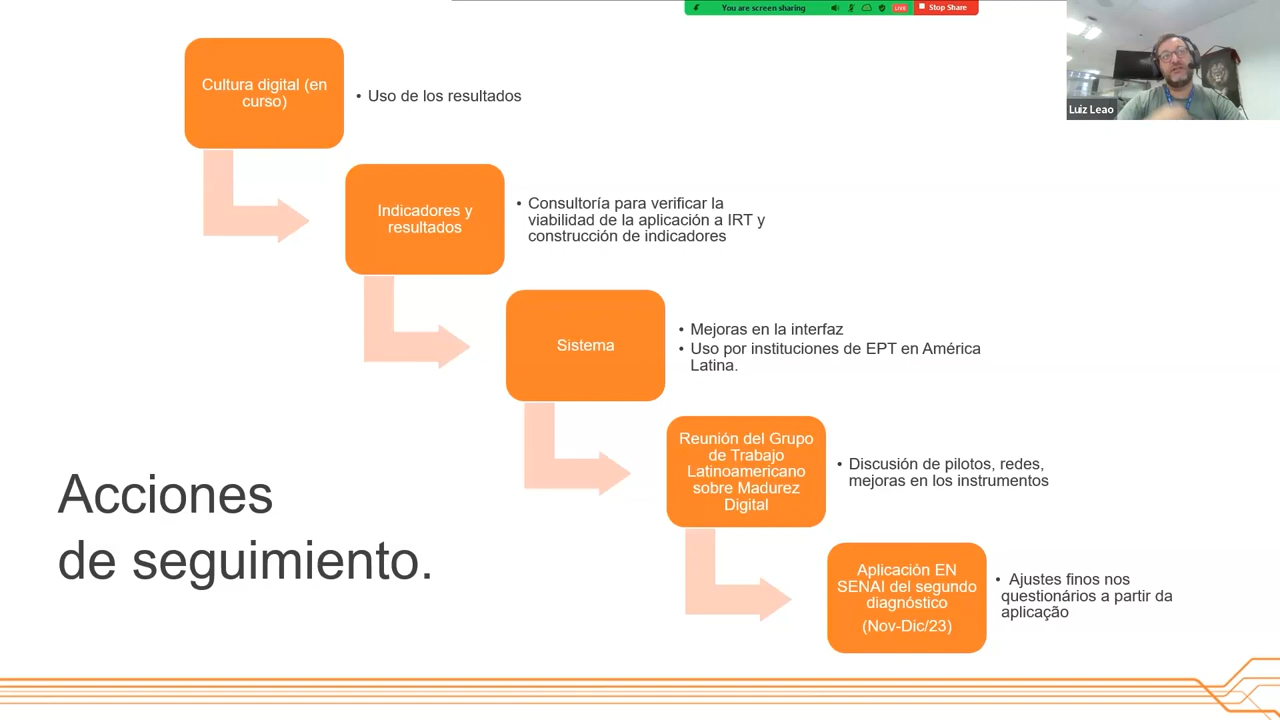 You are screen sharing
LIVE
Stop Share
Luiz Leao
Cultura digital (en
curso)
• Uso de los resultados
Indicadores y
resultados
• Consultoría para verificar la
viabilidad de la aplicación a IRT y
construcción de indicadores
Sistema
• Mejoras en la interfaz
• Uso por instituciones de EPT en América
Latina.
Reunión del Grupo
de Trabajo
Latinoamericano
sobre Madurez
Digital
• Discusión de pilotos, redes,
mejoras en los instrumentos
Acciones
de seguimiento.
Aplicación EN
SENAI del segundo
diagnóstico
(Nov-Dic/23)
• Ajustes finos nos
questionários a partir da
aplicação